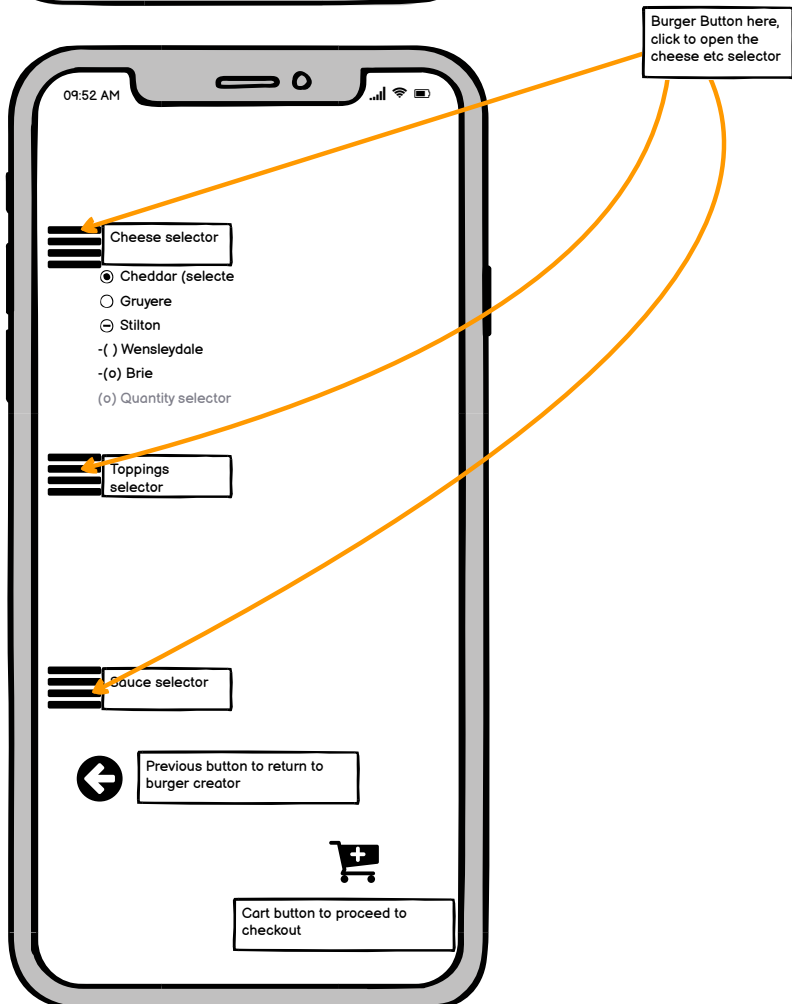 Burger Button here,
click to open the
cheese etc selector
09:52 AM
Cheese selector
Cheddar (selecte
Gruyere
Stilton
-( ) Wensleydale
-(o) Brie
(o) Quantity selector
Toppings
selector
Sauce selector
Previous button to return to
burger creator
Cart button to proceed to
checkout